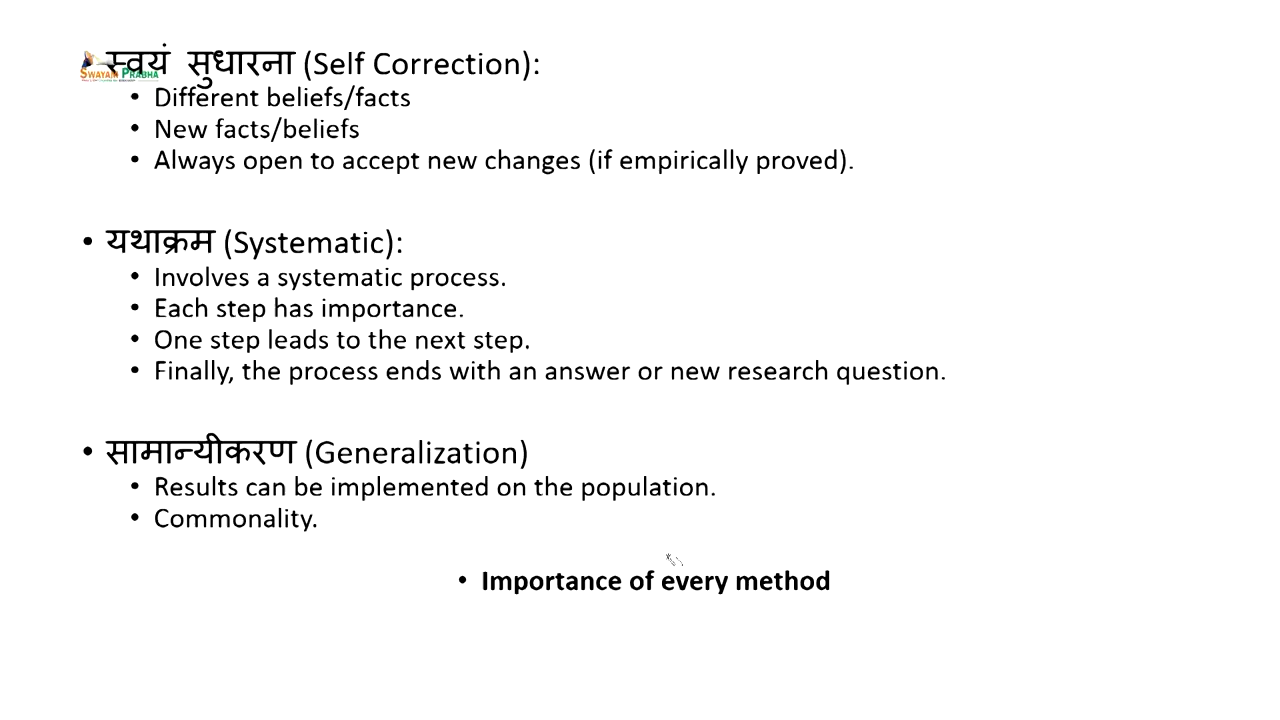 स्वयं सुधारना (Self Correction):
SWAYAM PRABHA
• Different beliefs/facts
• New facts/beliefs
• Always open to accept new changes (if empirically proved).
• यथाक्रम (Systematic):
• Involves a systematic process.
• Each step has importance.
• One step leads to the next step.
• Finally, the process ends with an answer or new research question.
• सामान्यीकरण (Generalization)
• Results can be implemented on the population.
• Commonality.
• Importance of every method